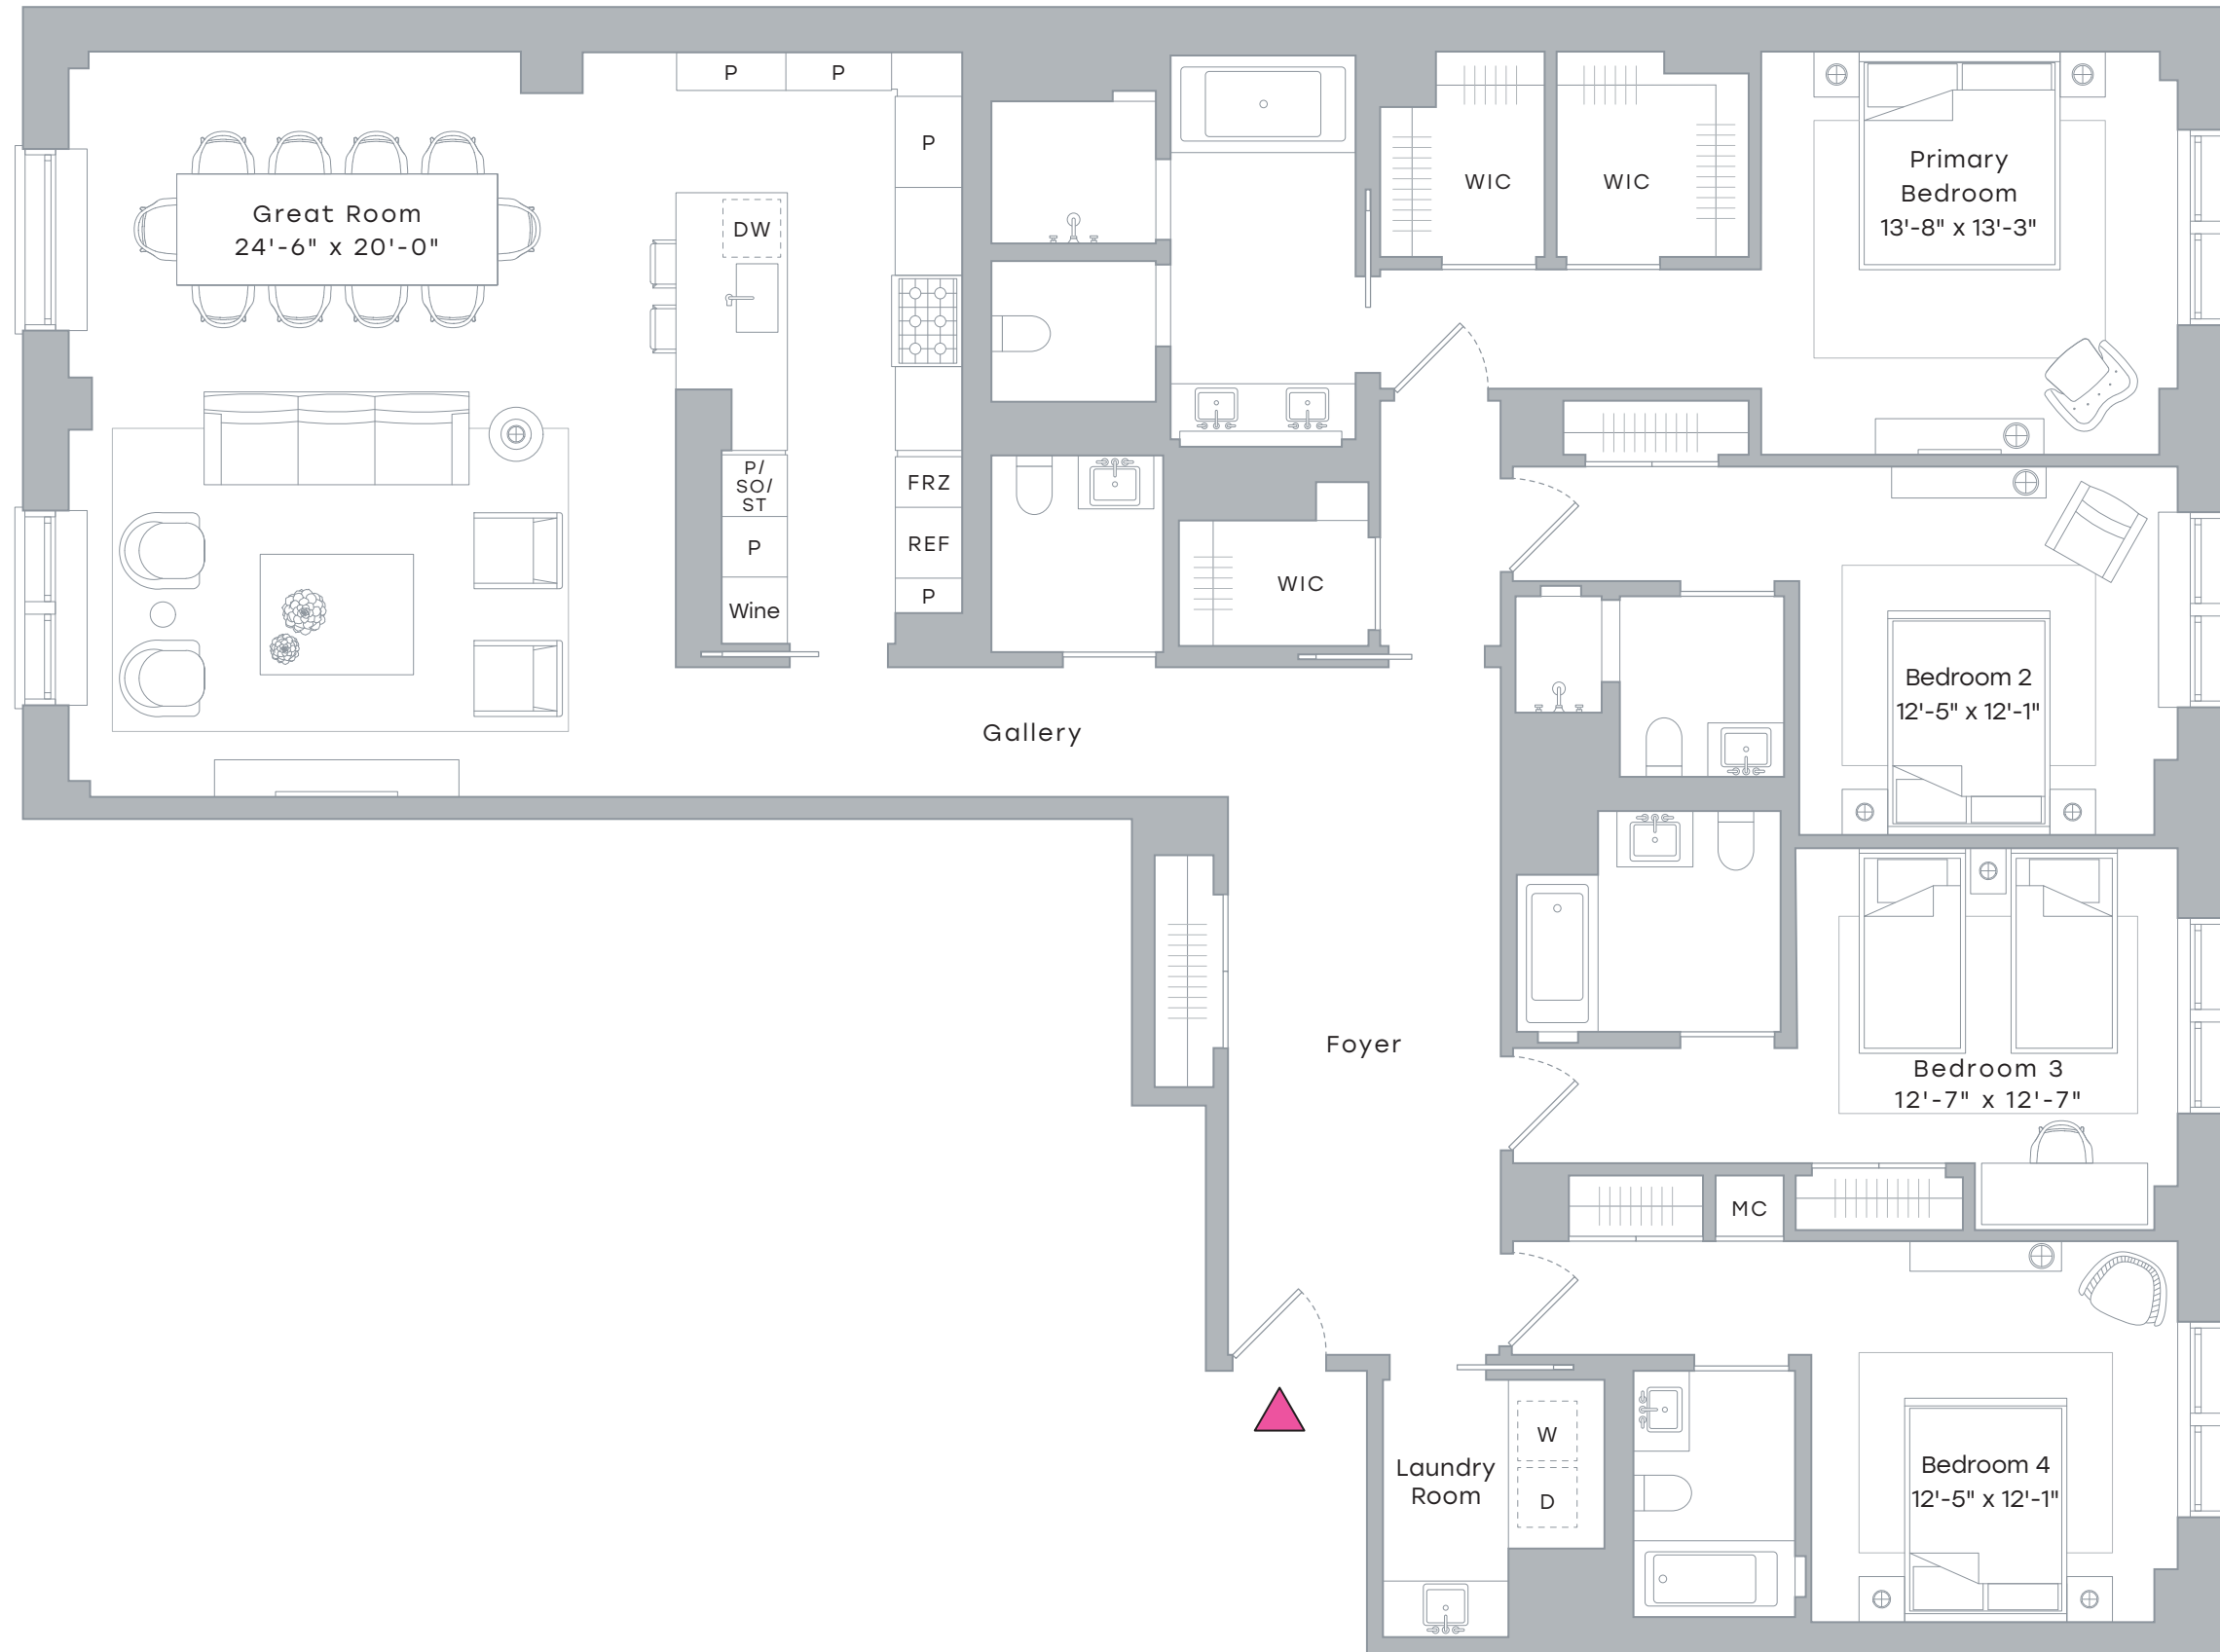 P
P
P
Great Room
24'-6" x 20'-0"
DW
WIC
WIC
Primary
Bedroom
13'-8" x 13'-3"
P/
SO/
ST
P
Wine
FRZ
REF
P
WIC
Bedroom 2
12'-5" x 12'-1"
Gallery
Foyer
Bedroom 3
12'-7" x 12'-7"
MC
Laundry
Room
W
D
Bedroom 4
12'-5" x 12'-1"